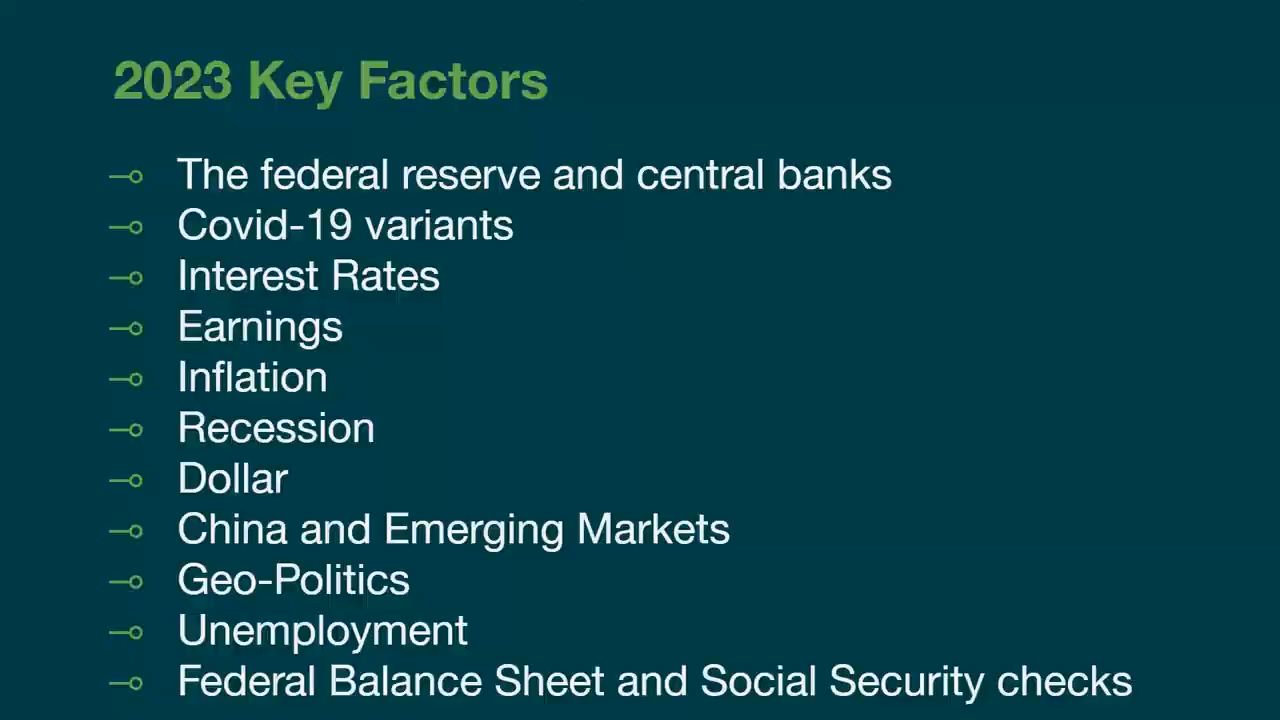 2023 Key Factors
The federal reserve and central banks
Covid-19 variants
Interest Rates
Earnings
Inflation
Recession
Dollar
China and Emerging Markets
Geo-Politics
Unemployment
Federal Balance Sheet and Social Security checks